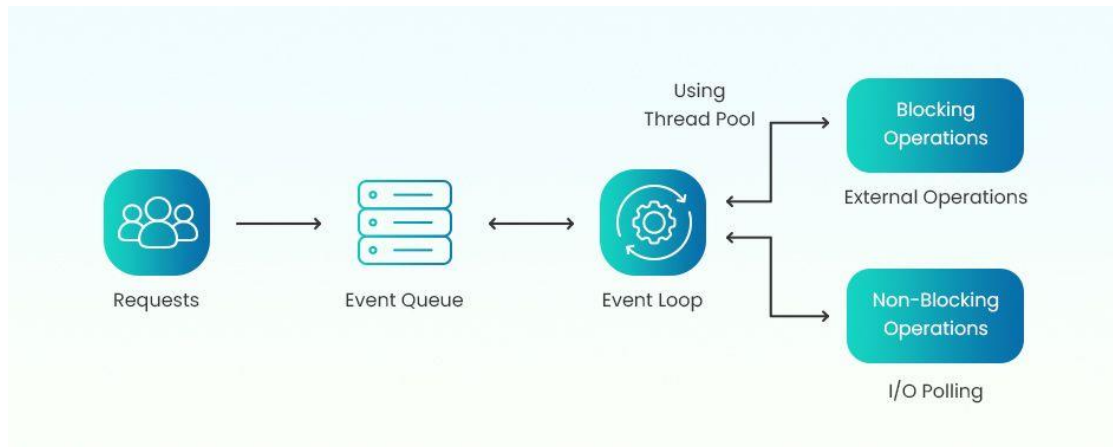 Requests
Event Queue
Event Loop
Using
Thread Pool
Blocking
Operations
External Operations
Non-Blocking
Operations
I/O Polling